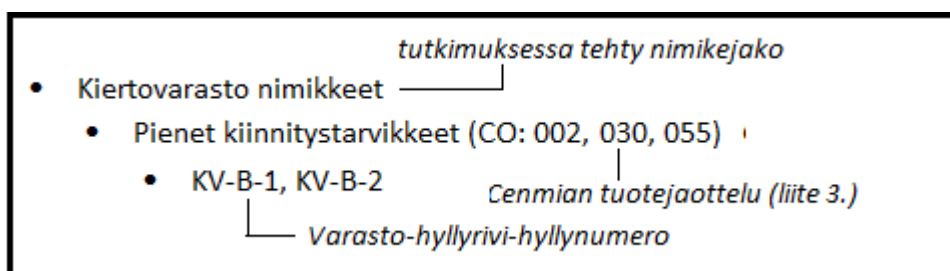 tutkimuksessa tehty nimikejako
• Kiertovarasto nimikkeet
• Pienet kiinnitystarvikkeet (CO: 002, 030, 055)
• KV-B-1, KV-B-2
Cenmian tuotejaottelu (liite 3.)
Varasto-hyllyrivi-hyllynumero